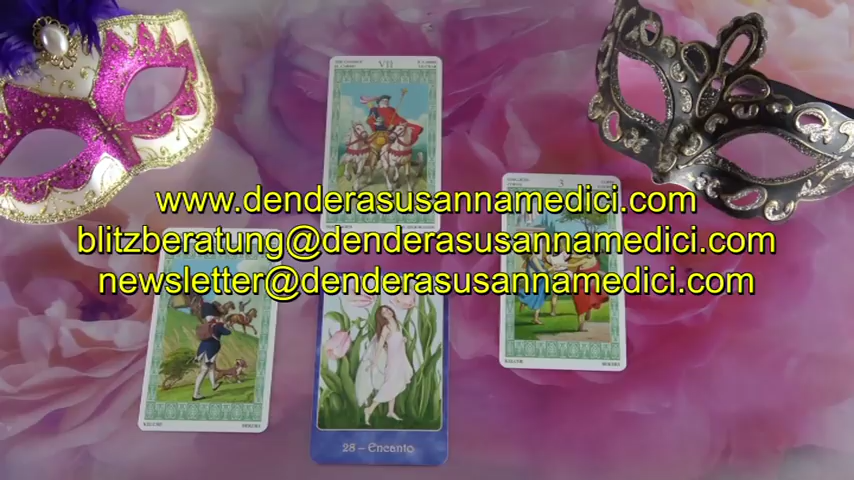 VII
www.denderasusannamedici.com
blitzberatung@denderasusannamedici.com
newsletter@denderasusannamedici.com
28 – Encanto